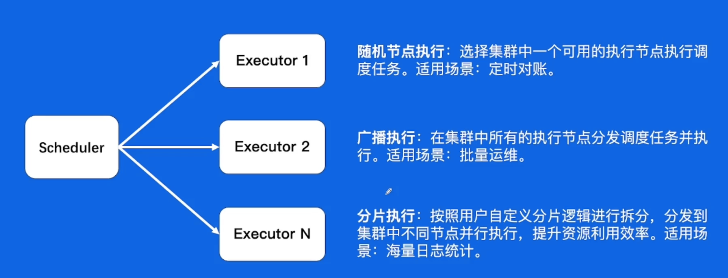 Scheduler
Executor 1
随机节点执行：选择集群中一个可用的执行节点执行调
度任务。适用场景：定时对账。
Executor 2
广播执行：在集群中所有的执行节点分发调度任务并执
行。适用场景：批量运维。
Executor N
分片执行：按照用户自定义分片逻辑进行拆分，分发到
集群中不同节点并行执行，提升资源利用效率。适用场
景：海量日志统计。